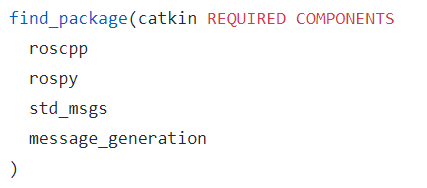 find_package(catkin REQUIRED COMPONENTS
  roscpp
  rospy
  std_msgs
  message_generation
)